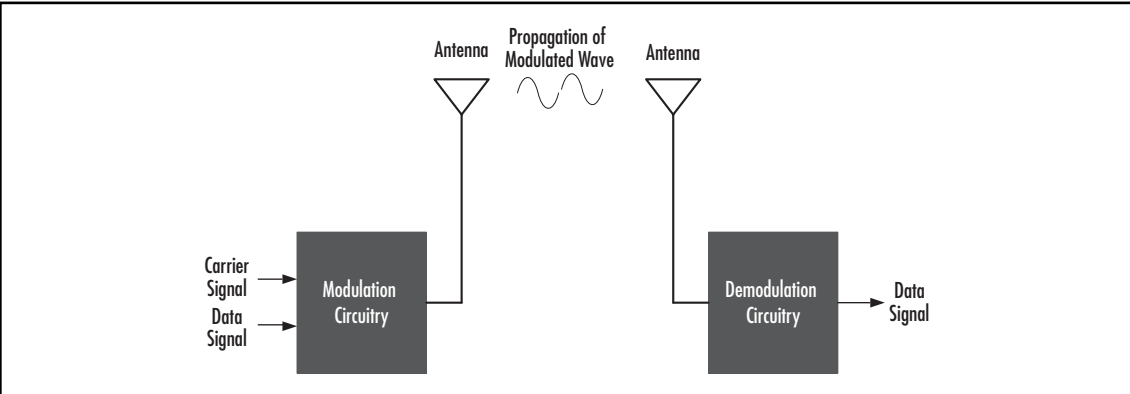 Antenna
Propagation of
Modulated Wave
Antenna
Carrier
Signal
Data
Signal
Modulation
Circuitry
Demodulation
Circuitry
Data
Signal